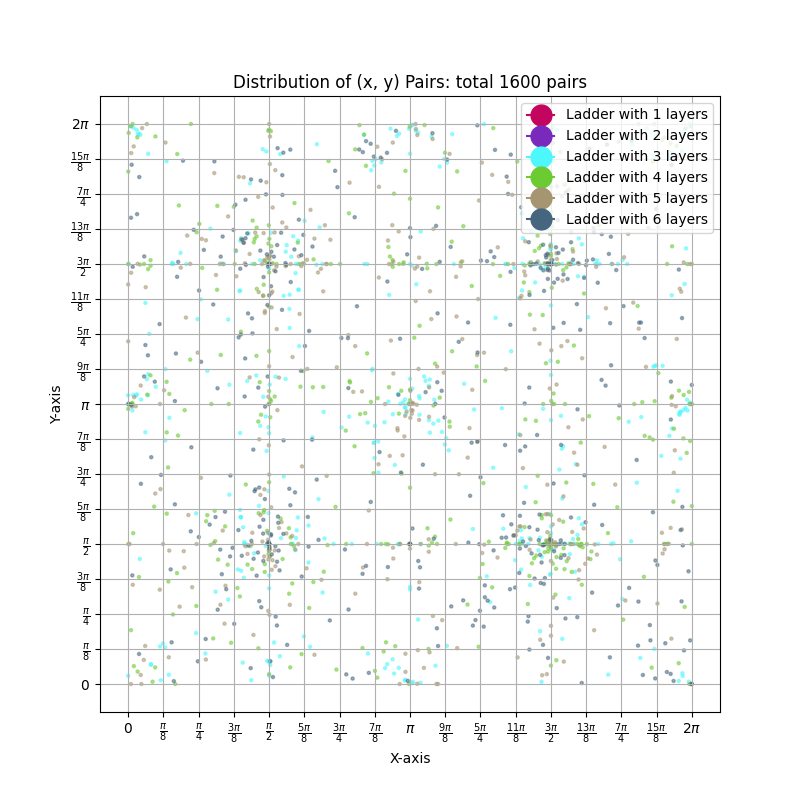 Distribution of (x, y) Pairs: total 1600 pairs
Ladder with 1 layers
Ladder with 2 layers
Ladder with 3 layers
Ladder with 4 layers
Ladder with 5 layers
Ladder with 6 layers
Y-axis
2π
15π/8
7π/4
13π/8
3π/2
11π/8
5π/4
9π/8
π
7π/8
3π/4
5π/8
π/2
3π/8
π/4
π/8
0
0 π/8 π/4 3π/8 π/2 5π/8 3π/4 7π/8 π 9π/8 5π/4 11π/8 3π/2 13π/8 7π/4 15π/8 2π
X-axis